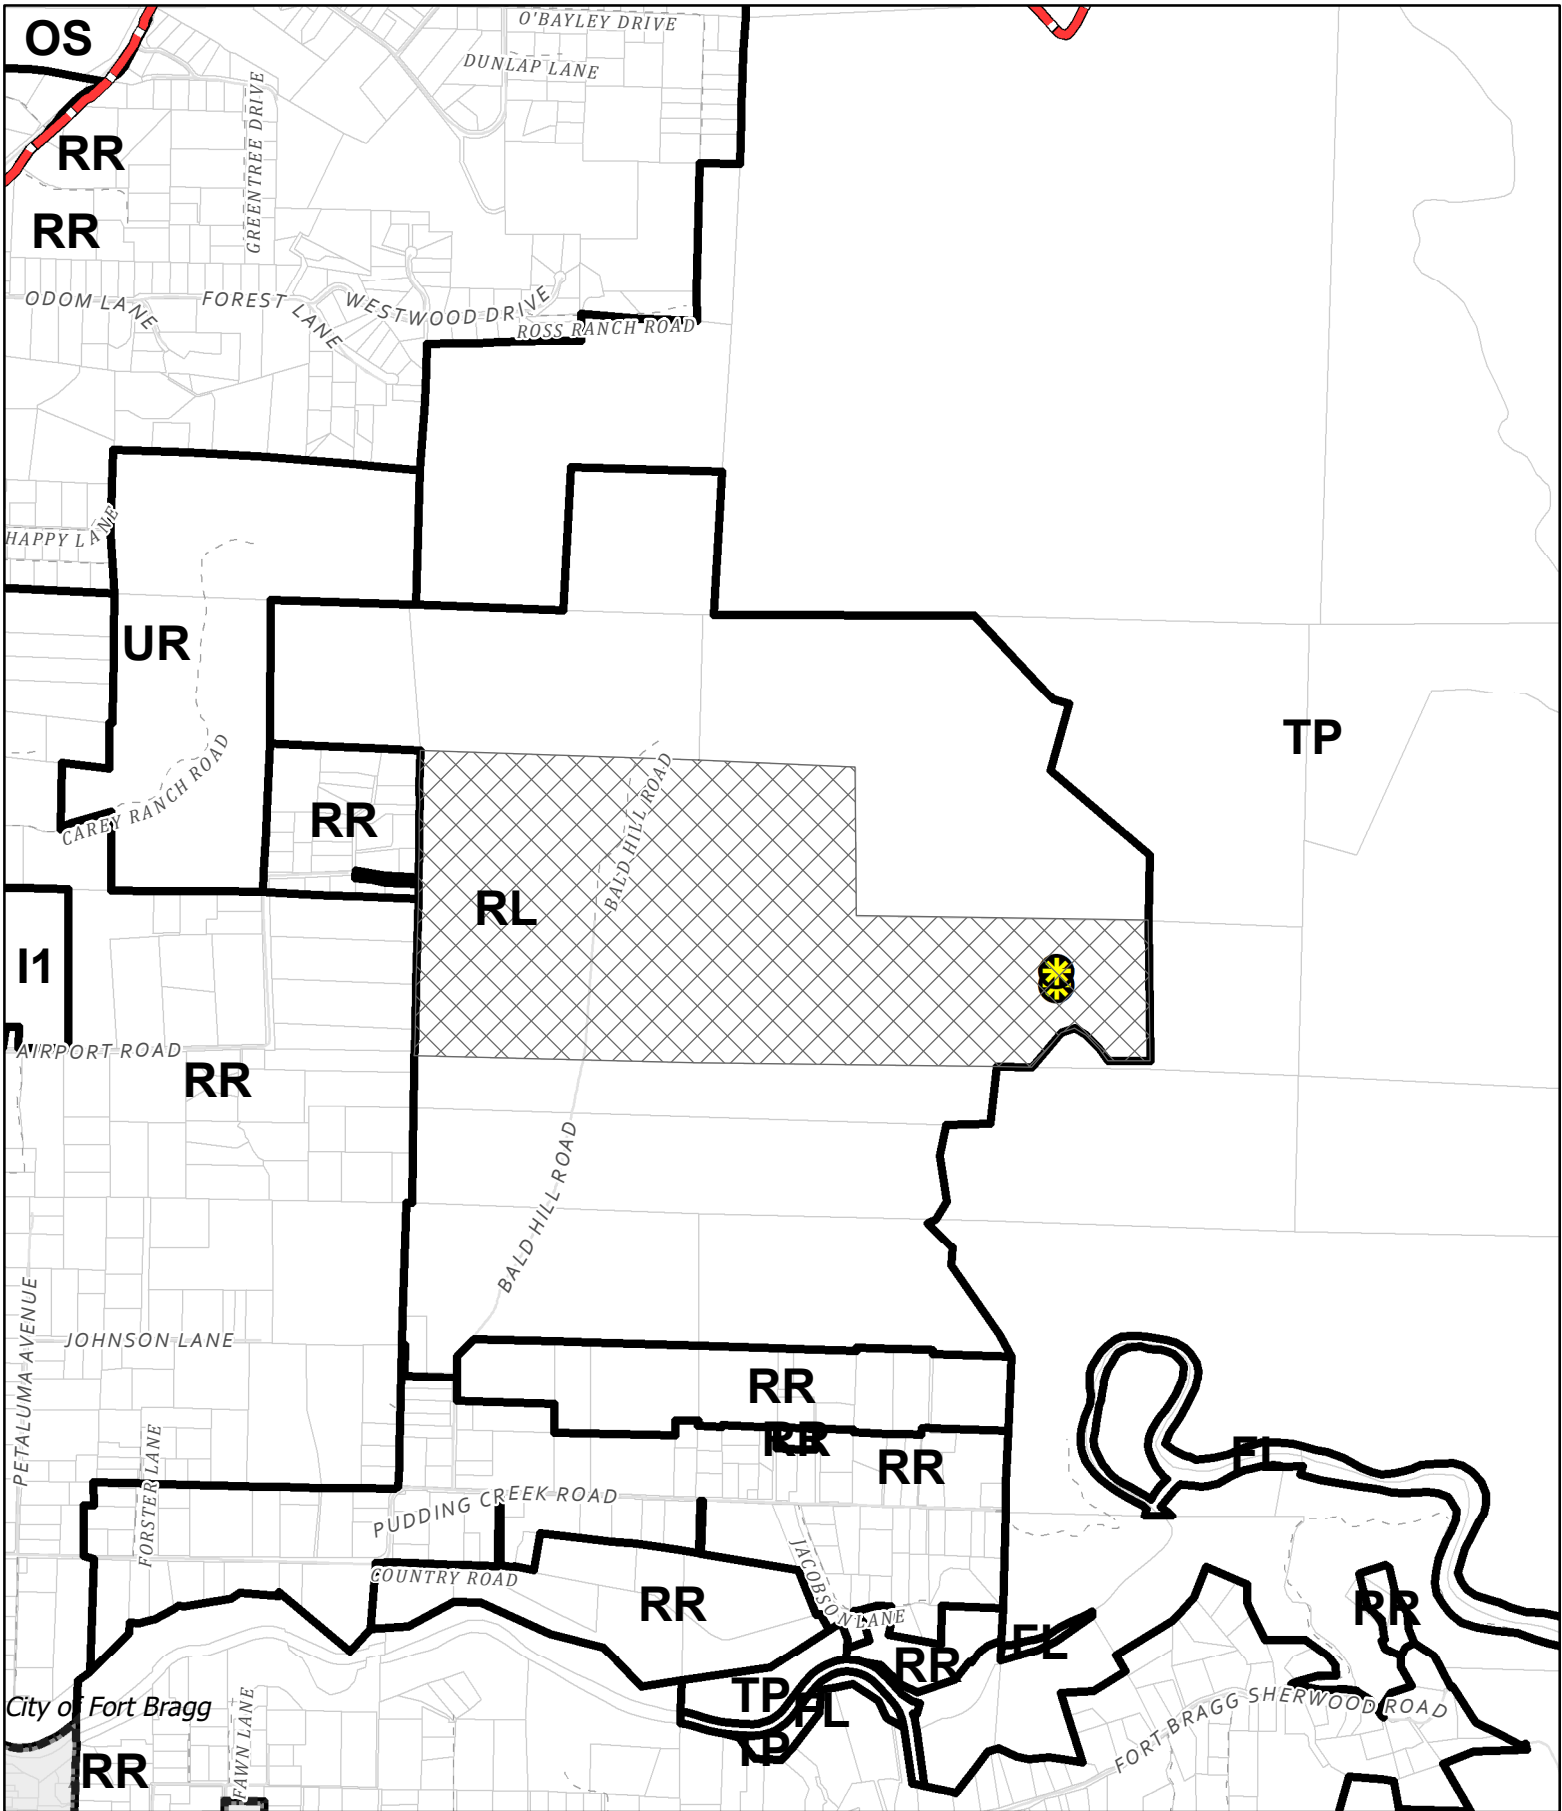 O'BAYLEY DRIVE
OS
DUNLAP LANE
GREENTREE DRIVE
RR
RR
ODOM LANE
FOREST LANE
WESTWOOD DRIVE
ROSS RANCH ROAD
HAPPY LANE
UR
TP
CAREY RANCH ROAD
RR
BALD HILL ROAD
RL
I1
AIRPORT ROAD
RR
BALD HILL ROAD
PETALUMA AVENUE
JOHNSON LANE
RR
RR
RR
FL
FORSTER LANE
PUDDING CREEK ROAD
COUNTRY ROAD
JACOBSON LANE
RR
RR
FL
RR
TP
FL
TP
City of Fort Bragg
FORT BRAGG SHERWOOD ROAD
RR
FAWN LANE